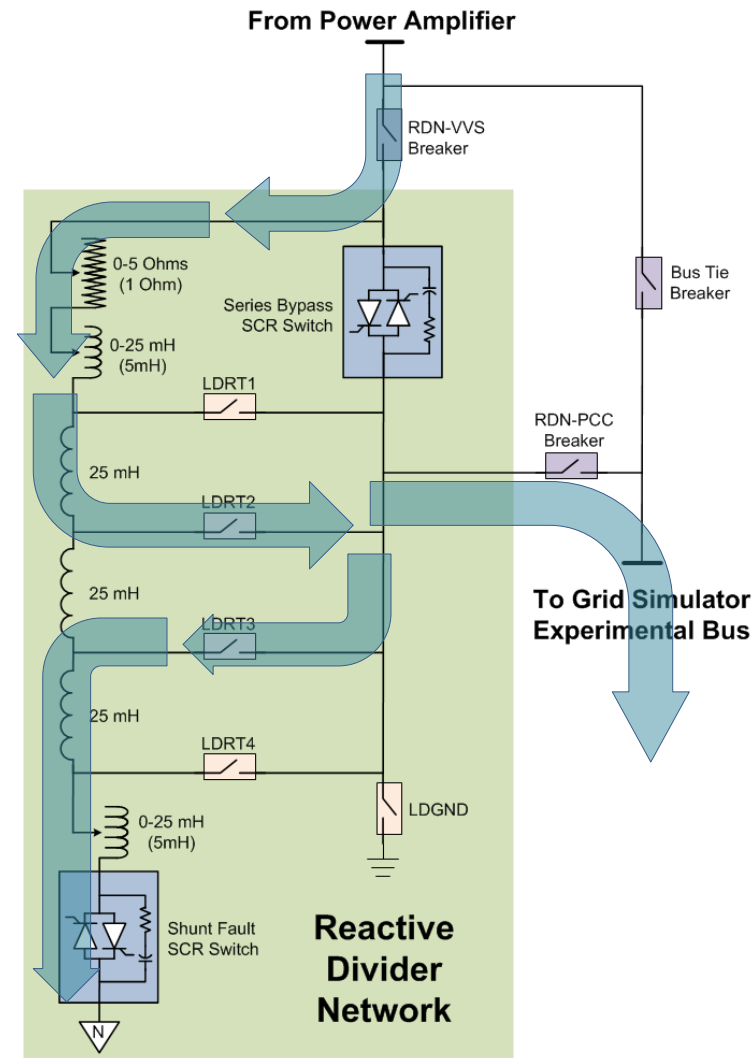 From Power Amplifier
RDN-VVS
Breaker
0-5 Ohms
(1 Ohm)
Series Bypass
SCR Switch
Bus Tie
Breaker
0-25 mH
(5mH)
LDRT1
RDN-PCC
Breaker
25 mH
LDRT2
25 mH
To Grid Simulator
Experimental Bus
LDRT3
25 mH
LDRT4
LDGND
0-25 mH
(5mH)
Shunt Fault
SCR Switch
Reactive
Divider
Network
N